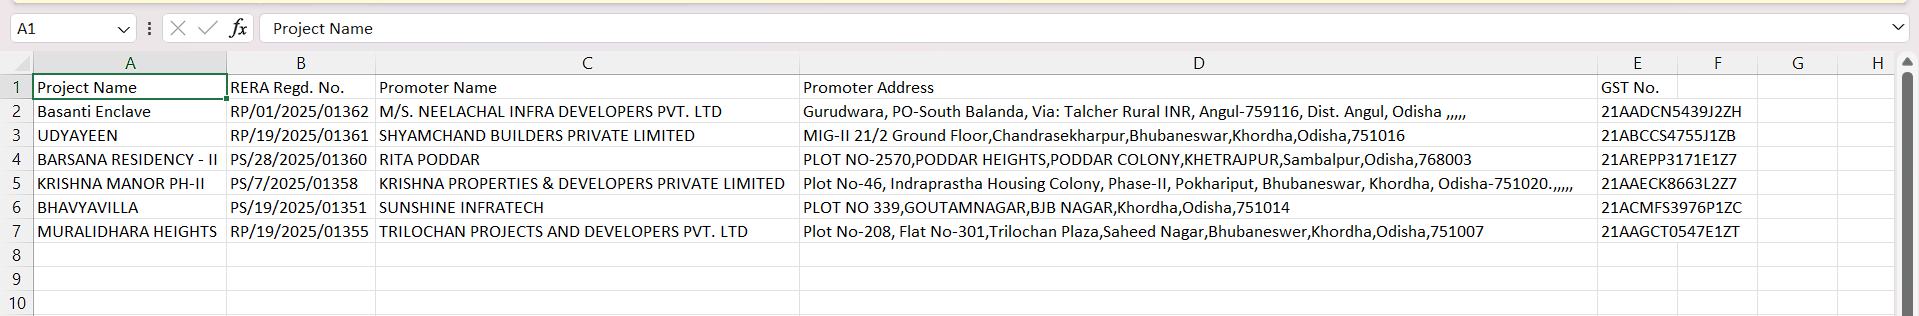 A1 fx Project Name
A B C D E F G H
1 Project Name RERA Regd. No. Promoter Name Promoter Address GST No.
2 Basanti Enclave RP/01/2025/01362 M/S. NEELACHAL INFRA DEVELOPERS PVT. LTD Gurudwara, PO-South Balanda, Via: Talcher Rural INR, Angul-759116, Dist. Angul, Odisha ,,,,, 21AADCN5439J2ZH
3 UDYAYEEN RP/19/2025/01361 SHYAMCHAND BUILDERS PRIVATE LIMITED MIG-II 21/2 Ground Floor,Chandrasekharpur,Bhubaneswar,Khordha,Odisha,751016 21ABCCS4755J1ZB
4 BARSANA RESIDENCY - II PS/28/2025/01360 RITA PODDAR PLOT NO-2570,PODDAR HEIGHTS,PODDAR COLONY,KHETRAJPUR,Sambalpur,Odisha,768003 21AREPP3171E1Z7
5 KRISHNA MANOR PH-II PS/7/2025/01358 KRISHNA PROPERTIES & DEVELOPERS PRIVATE LIMITED Plot No-46, Indraprastha Housing Colony, Phase-II, Pokhariput, Bhubaneswar, Khordha, Odisha-751020.,,,,, 21AAECK8663L2Z7
6 BHAVYAVILLA PS/19/2025/01351 SUNSHINE INFRATECH PLOT NO 339,GOUTAMNAGAR,BJB NAGAR,Khordha,Odisha,751014 21ACMFS3976P1ZC
7 MURALIDHARA HEIGHTS RP/19/2025/01355 TRILOCHAN PROJECTS AND DEVELOPERS PVT. LTD Plot No-208, Flat No-301,Trilochan Plaza,Saheed Nagar,Bhubaneswer,Khordha,Odisha,751007 21AAGCT0547E1ZT
8
9
10